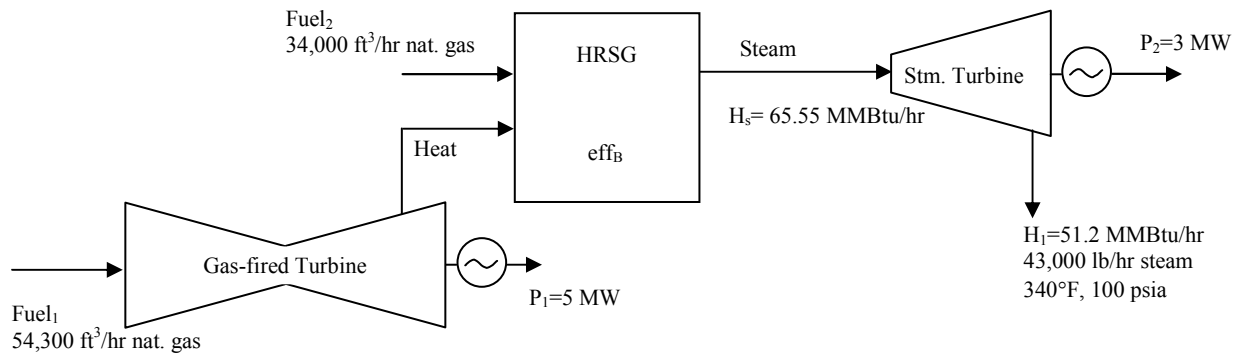 Fuel₂
34,000 ft³/hr nat. gas
HRSG
Steam
P₂=3 MW
Stm. Turbine
Hₛ= 65.55 MMBtu/hr
Heat
eff_B
H₁=51.2 MMBtu/hr
43,000 lb/hr steam
340°F, 100 psia
Gas-fired Turbine
P₁=5 MW
Fuel₁
54,300 ft³/hr nat. gas